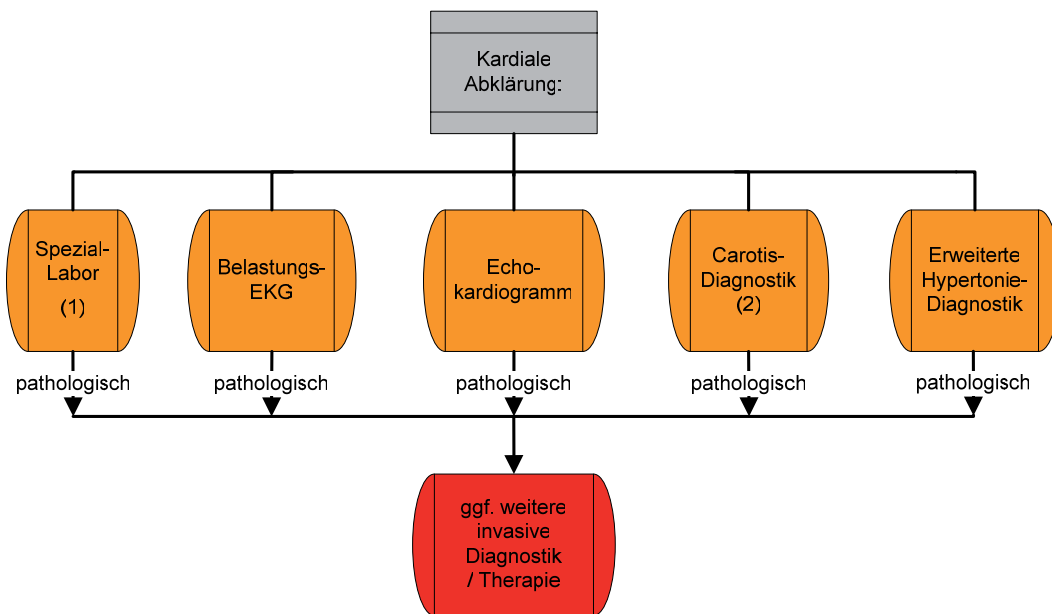 Kardiale
Abklärung:
Spezial-
Labor
(1)
Belastungs-
EKG
Echo-
kardiogramm
Carotis-
Diagnostik
(2)
Erweiterte
Hypertonie-
Diagnostik
pathologisch
pathologisch
pathologisch
pathologisch
pathologisch
ggf. weitere
invasive
Diagnostik
/ Therapie